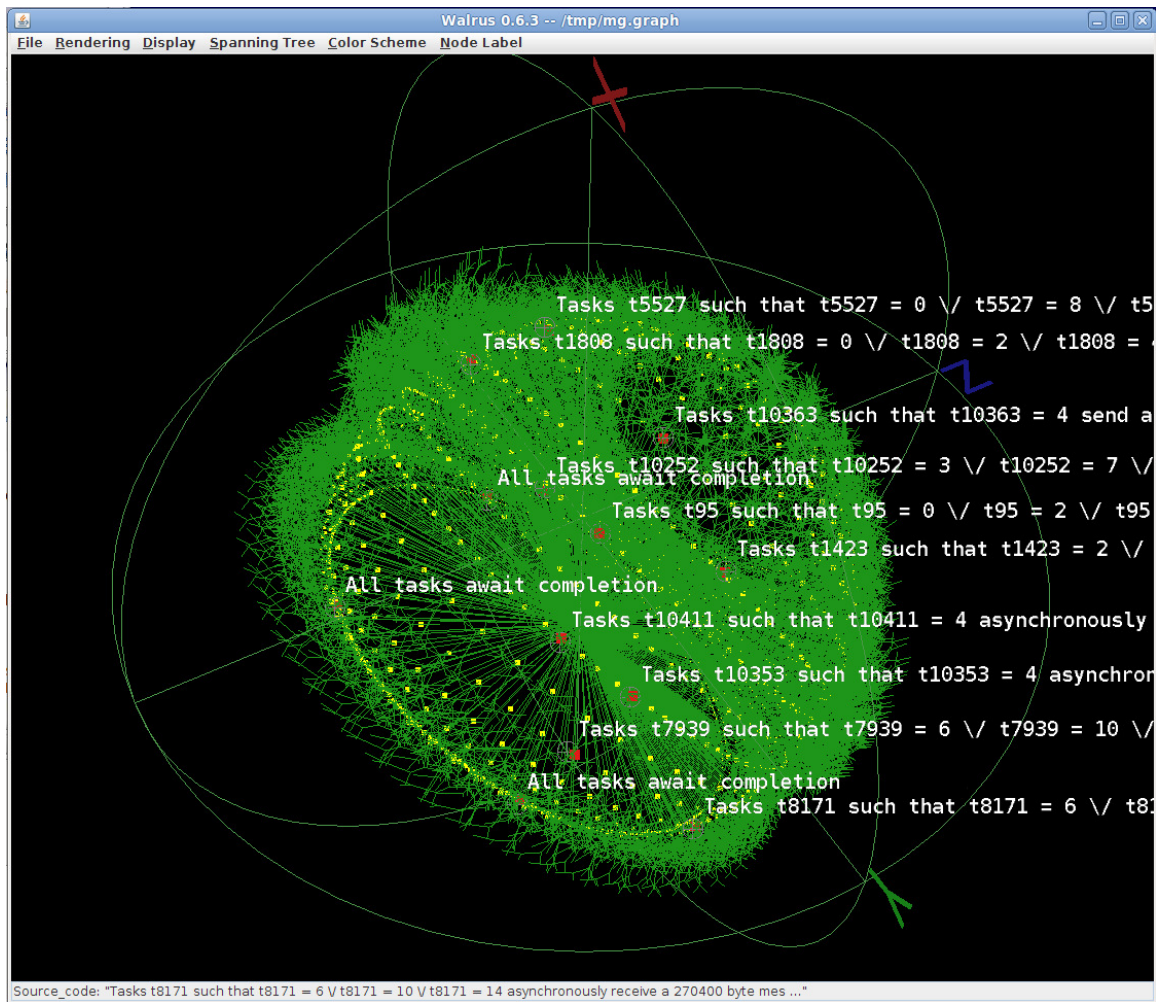 Walrus 0.6.3 -- /tmp/mg.graph
File Rendering Display Spanning Tree Color Scheme Node Label
X
Tasks t5527 such that t5527 = 0 \/ t5527 = 8 \/ t5
Tasks t1808 such that t1808 = 0 \/ t1808 = 2 \/ t1808 =
Z
Tasks t10363 such that t10363 = 4 send a
Tasks t10252 such that t10252 = 3 \/ t10252 = 7 \/
All tasks await completion
Tasks t95 such that t95 = 0 \/ t95 = 2 \/ t95
Tasks t1423 such that t1423 = 2 \/
All tasks await completion
Tasks t10411 such that t10411 = 4 asynchronously
Tasks t10353 such that t10353 = 4 asynchron
Tasks t7939 such that t7939 = 6 \/ t7939 = 10 \/
All tasks await completion
Tasks t8171 such that t8171 = 6 \/ t81
Y
Source_code: "Tasks t8171 such that t8171 = 6 \/ t8171 = 10 \/ t8171 = 14 asynchronously receive a 270400 byte mes ..."